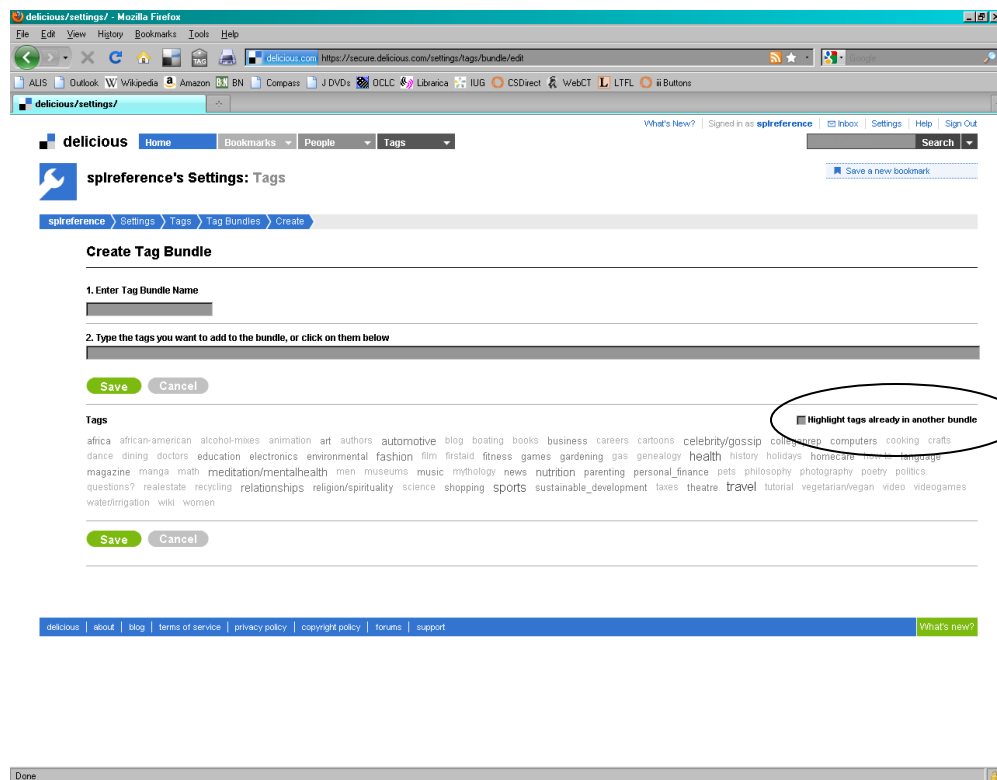 delicious/settings/ - Mozilla Firefox
File Edit View History Bookmarks Tools Help
TAG delicious.com https://secure.delicious.com/settings/tags/bundle/edit Google
ALIS Outlook W Wikipedia Amazon BN BN Compass J DVDs OCLC Librarica IUG CSDirect WebCT L LTFL iii Buttons
delicious/settings/
What's New? Signed in as splreference Inbox Settings Help Sign Out
delicious Home Bookmarks People Tags Search
splreference's Settings: Tags Save a new bookmark
splreference Settings Tags Tag Bundles Create
Create Tag Bundle
1. Enter Tag Bundle Name
2. Type the tags you want to add to the bundle, or click on them below
Save Cancel
Tags Highlight tags already in another bundle
africa african-american alcohol-mixes animation art authors automotive blog boating books business careers cartoons celebrity/gossip collegeprep computers cooking crafts
dance dining doctors education electronics environmental fashion film firstaid fitness games gardening gas genealogy health history holidays homecare how-to language
magazine manga math meditation/mentalhealth men museums music mythology news nutrition parenting personal_finance pets philosophy photography poetry politics
questions? realestate recycling relationships religion/spirituality science shopping sports sustainable_development taxes theatre travel tutorial vegetarian/vegan video videogames
water/irrigation wiki women
Save Cancel
delicious about blog terms of service privacy policy copyright policy forums support What's new?
Done